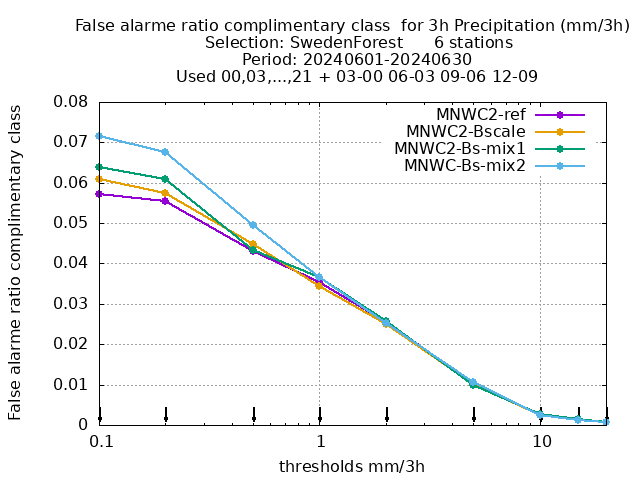 False alarme ratio complimentary class  for 3h Precipitation (mm/3h)
Selection: SwedenForest      6 stations
Period: 20240601-20240630
Used 00,03,...,21 + 03-00 06-03 09-06 12-09
False alarme ratio complimentary class
0.08
0.07
0.06
0.05
0.04
0.03
0.02
0.01
0
MNWC2-ref
MNWC2-Bscale
MNWC2-Bs-mix1
MNWC-Bs-mix2
0.1 1 10
thresholds mm/3h